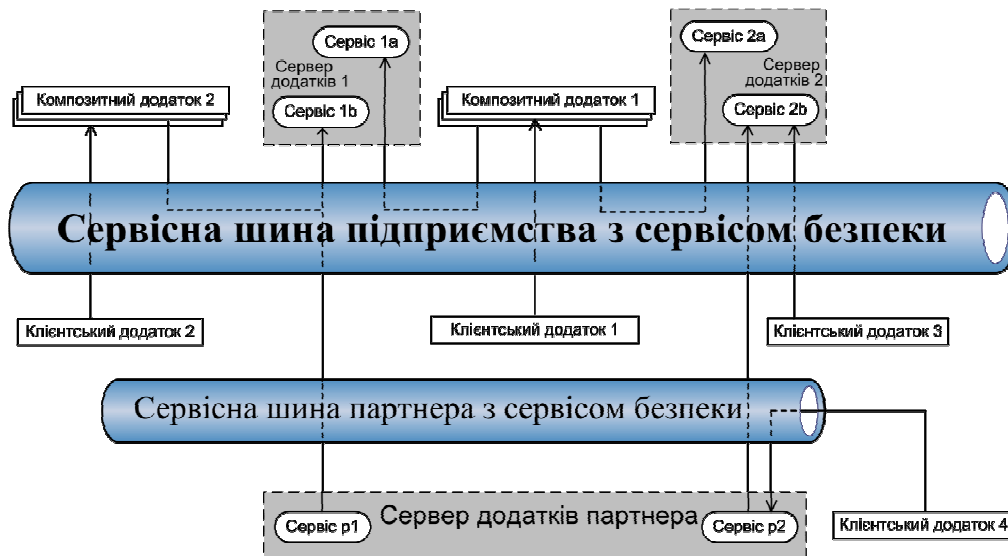 Сервіс 1a
Сервер
додатків 1
Сервіс 1b
Сервіс 2a
Сервер
додатків 2
Сервіс 2b
Композитний додаток 2
Композитний додаток 1
Сервісна шина підприємства з сервісом безпеки
Клієнтський додаток 2
Клієнтський додаток 1
Клієнтський додаток 3
Сервісна шина партнера з сервісом безпеки
Сервіс p1
Сервер додатків партнера
Сервіс p2
Клієнтський додаток 4